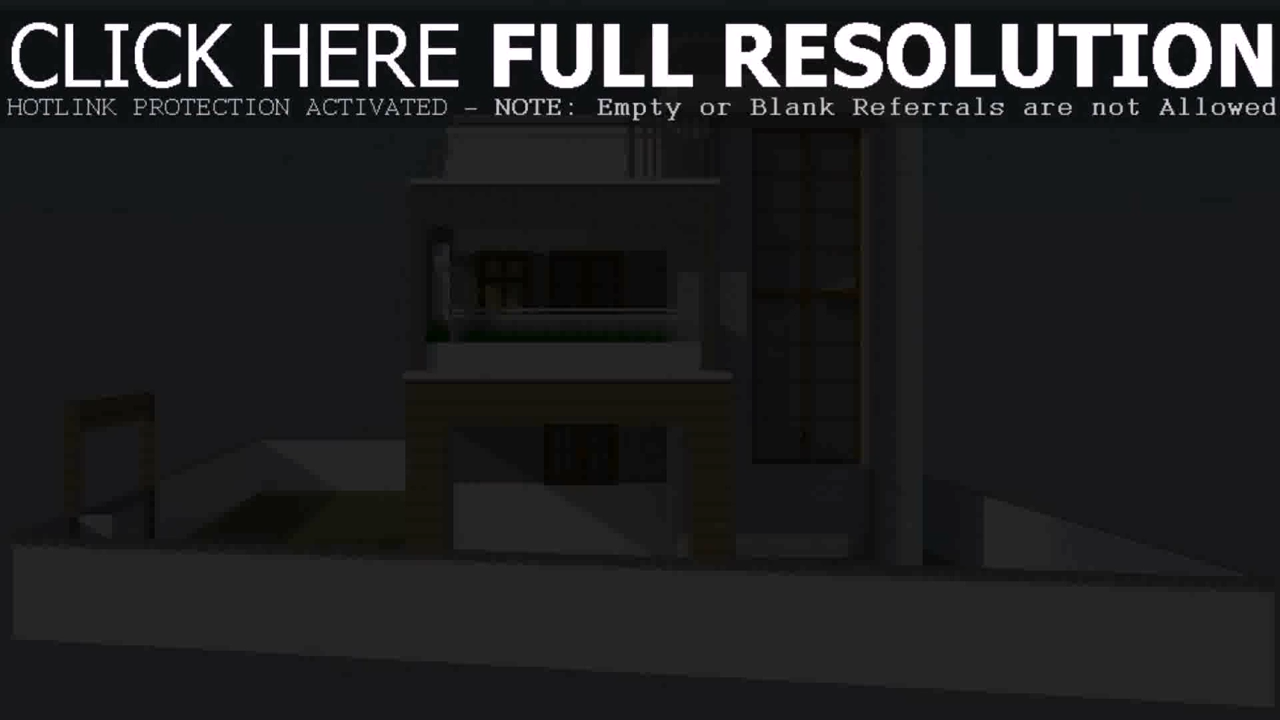 CLICK HERE FULL RESOLUTION
HOTLINK PROTECTION ACTIVATED – NOTE: Empty or Blank Referrals are not Allowed